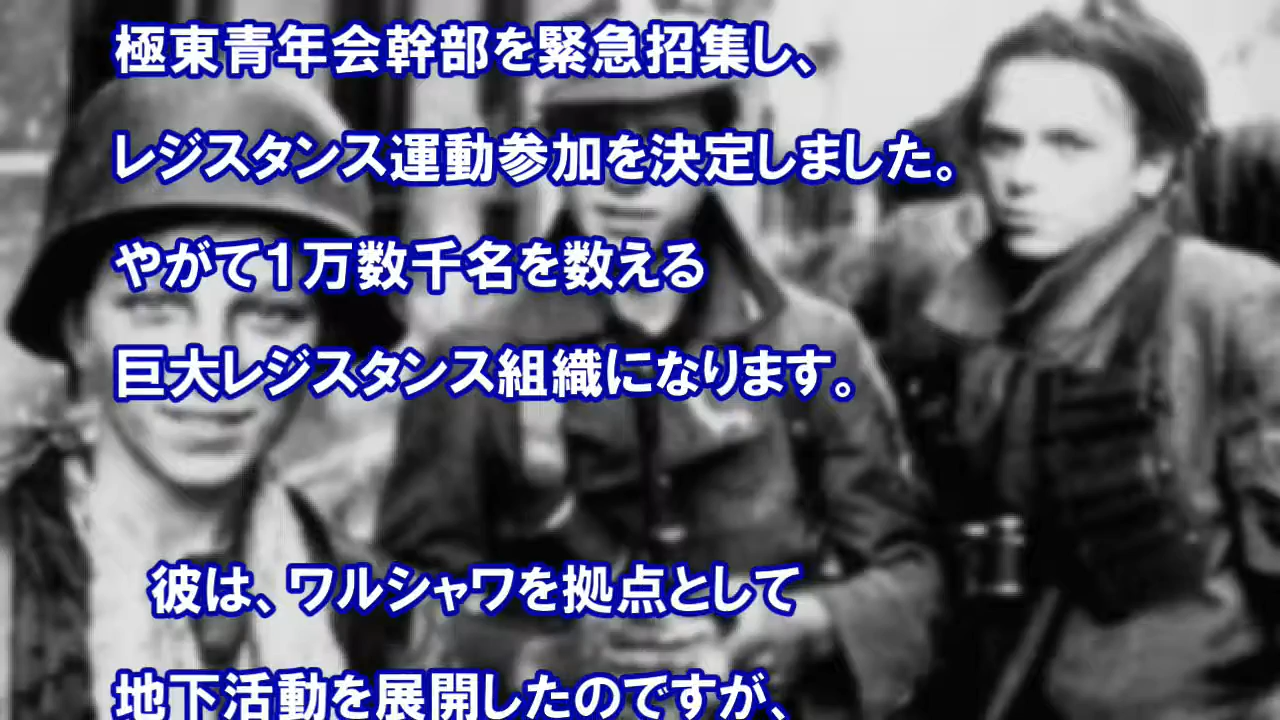 極東青年会幹部を緊急招集し、
レジスタンス運動参加を決定しました。
やがて１万数千名を数える
巨大レジスタンス組織になります。
彼は、ワルシャワを拠点として
地下活動を展開したのですが、